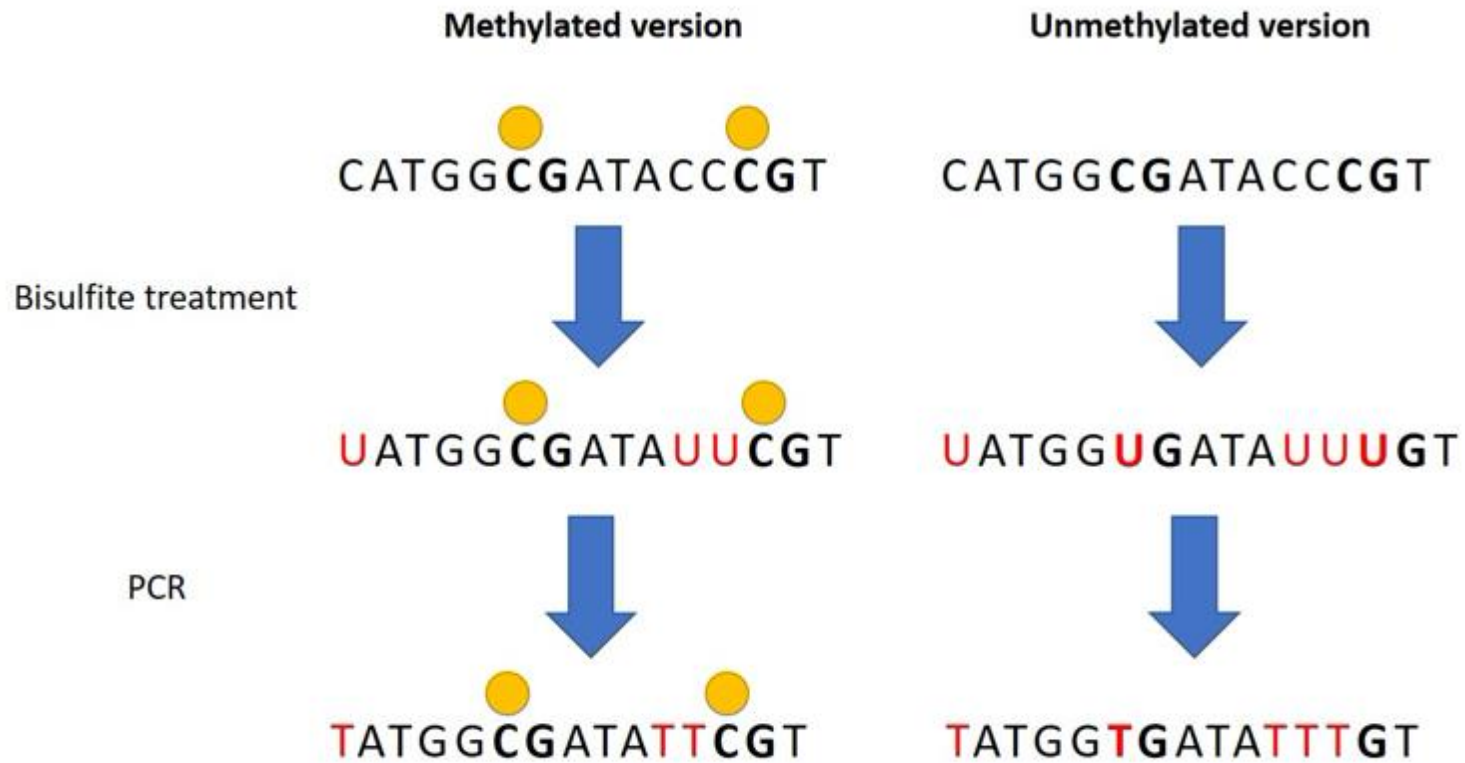 Methylated version Unmethylated version
CATGGCGATACCCGT CATGGCGATACCCGT
Bisulfite treatment
UATGGCGATAUUCGT UATGGUGATAUUUGT
PCR
TATGGCGATATTCGT TATGGTGATATTTGT